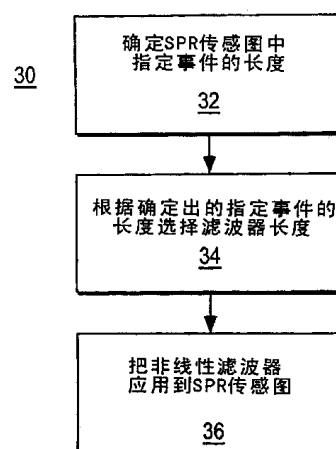 30
确定SPR传感图中
指定事件的长度
32
根据确定出的指定事件的
长度选择滤波器长度
34
把非线性滤波器
应用到SPR传感图
36